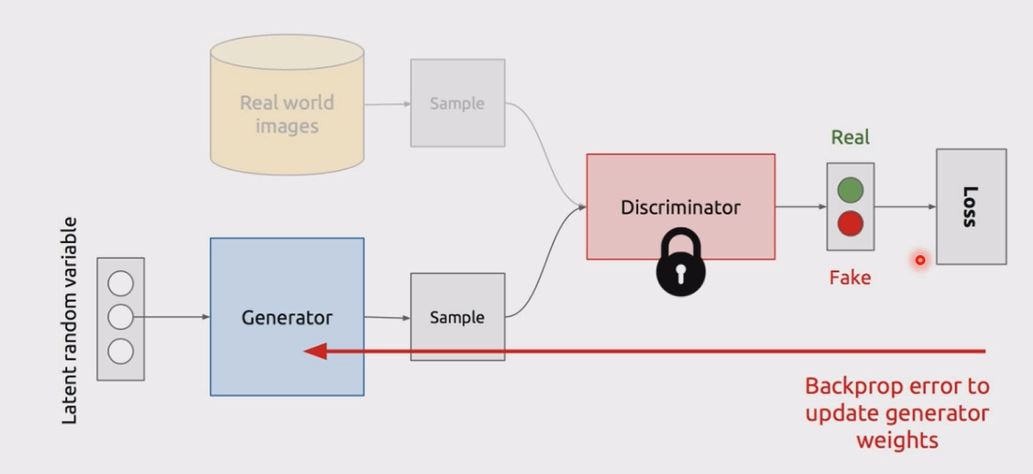 Real world
images
Sample
Real
Discriminator
Loss
Fake
Latent random variable
Generator
Sample
Backprop error to
update generator
weights